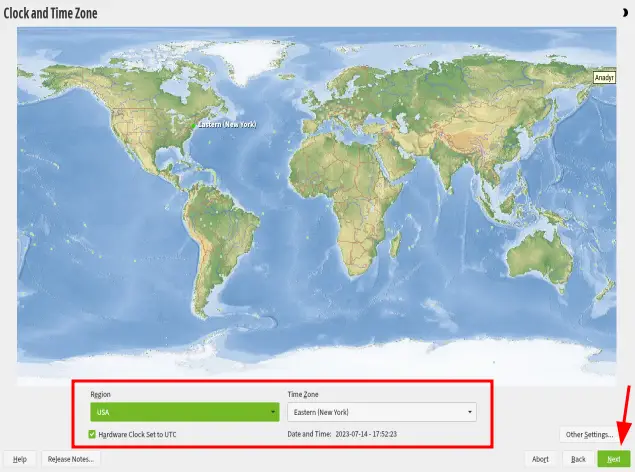 Clock and Time Zone
Anadyr
Eastern (New York)
Region
Time Zone
USA
Eastern (New York)
Hardware Clock Set to UTC
Date and Time: 2023-07-14 - 17:52:23
Other Settings...
Help
Release Notes...
Abort
Back
Next